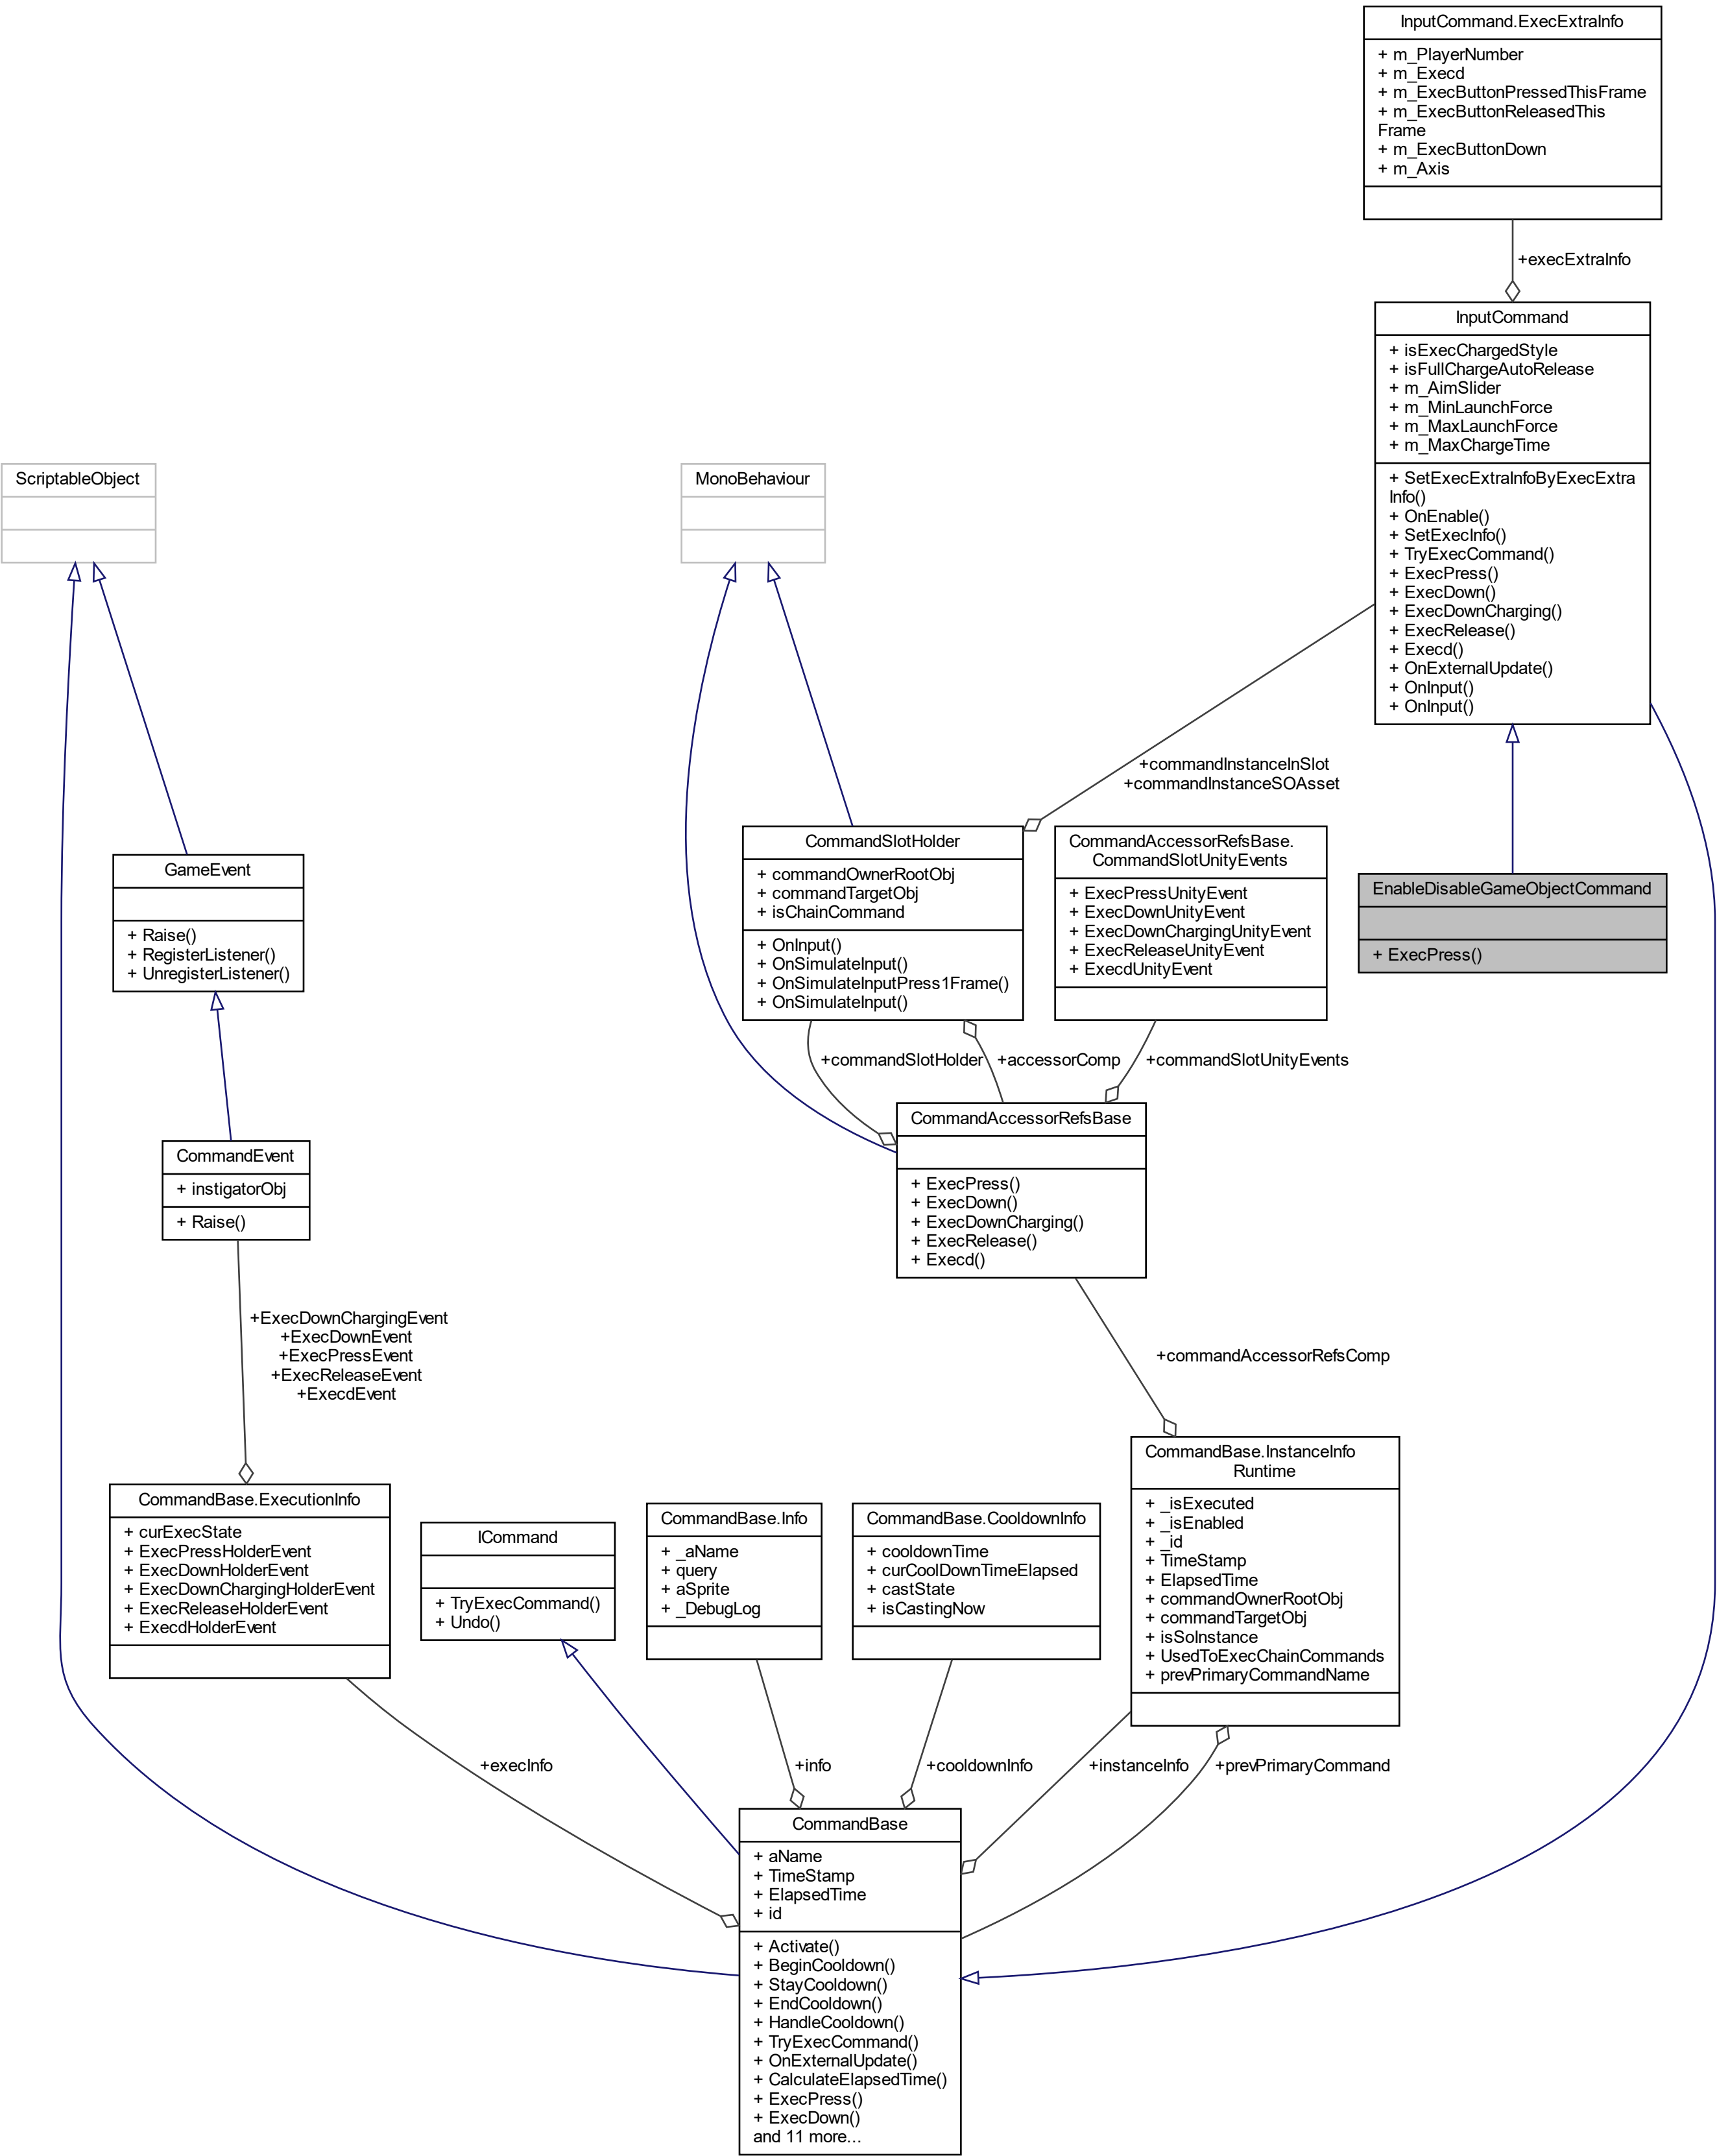 InputCommand.ExecExtraInfo
+ m_PlayerNumber
+ m_Execd
+ m_ExecButtonPressedThisFrame
+ m_ExecButtonReleasedThis
Frame
+ m_ExecButtonDown
+ m_Axis
+execExtraInfo
InputCommand
+ isExecChargedStyle
+ isFullChargeAutoRelease
+ m_AimSlider
+ m_MinLaunchForce
+ m_MaxLaunchForce
+ m_MaxChargeTime
+ SetExecExtraInfoByExecExtra
Info()
+ OnEnable()
+ SetExecInfo()
+ TryExecCommand()
+ ExecPress()
+ ExecDown()
+ ExecDownCharging()
+ ExecRelease()
+ Execd()
+ OnExternalUpdate()
+ OnInput()
+ OnInput()
ScriptableObject
MonoBehaviour
+commandInstanceInSlot
+commandInstanceSOAsset
GameEvent
+ Raise()
+ RegisterListener()
+ UnregisterListener()
CommandSlotHolder
+ commandOwnerRootObj
+ commandTargetObj
+ isChainCommand
+ OnInput()
+ OnSimulateInput()
+ OnSimulateInputPress1Frame()
+ OnSimulateInput()
CommandAccessorRefsBase.
CommandSlotUnityEvents
+ ExecPressUnityEvent
+ ExecDownUnityEvent
+ ExecDownChargingUnityEvent
+ ExecReleaseUnityEvent
+ ExecdUnityEvent
EnableDisableGameObjectCommand
+ ExecPress()
+commandSlotHolder
+accessorComp
+commandSlotUnityEvents
CommandAccessorRefsBase
+ ExecPress()
+ ExecDown()
+ ExecDownCharging()
+ ExecRelease()
+ Execd()
CommandEvent
+ instigatorObj
+ Raise()
+ExecDownChargingEvent
+ExecDownEvent
+ExecPressEvent
+ExecReleaseEvent
+ExecdEvent
+commandAccessorRefsComp
CommandBase.ExecutionInfo
+ curExecState
+ ExecPressHolderEvent
+ ExecDownHolderEvent
+ ExecDownChargingHolderEvent
+ ExecReleaseHolderEvent
+ ExecdHolderEvent
ICommand
+ TryExecCommand()
+ Undo()
CommandBase.Info
+ _aName
+ query
+ aSprite
+ _DebugLog
CommandBase.CooldownInfo
+ cooldownTime
+ curCoolDownTimeElapsed
+ castState
+ isCastingNow
CommandBase.InstanceInfo
Runtime
+ _isExecuted
+ _isEnabled
+ _id
+ TimeStamp
+ ElapsedTime
+ commandOwnerRootObj
+ commandTargetObj
+ isSoInstance
+ UsedToExecChainCommands
+ prevPrimaryCommandName
+execInfo
+info
+cooldownInfo
+instanceInfo
+prevPrimaryCommand
CommandBase
+ aName
+ TimeStamp
+ ElapsedTime
+ id
+ Activate()
+ BeginCooldown()
+ StayCooldown()
+ EndCooldown()
+ HandleCooldown()
+ TryExecCommand()
+ OnExternalUpdate()
+ CalculateElapsedTime()
+ ExecPress()
+ ExecDown()
and 11 more...